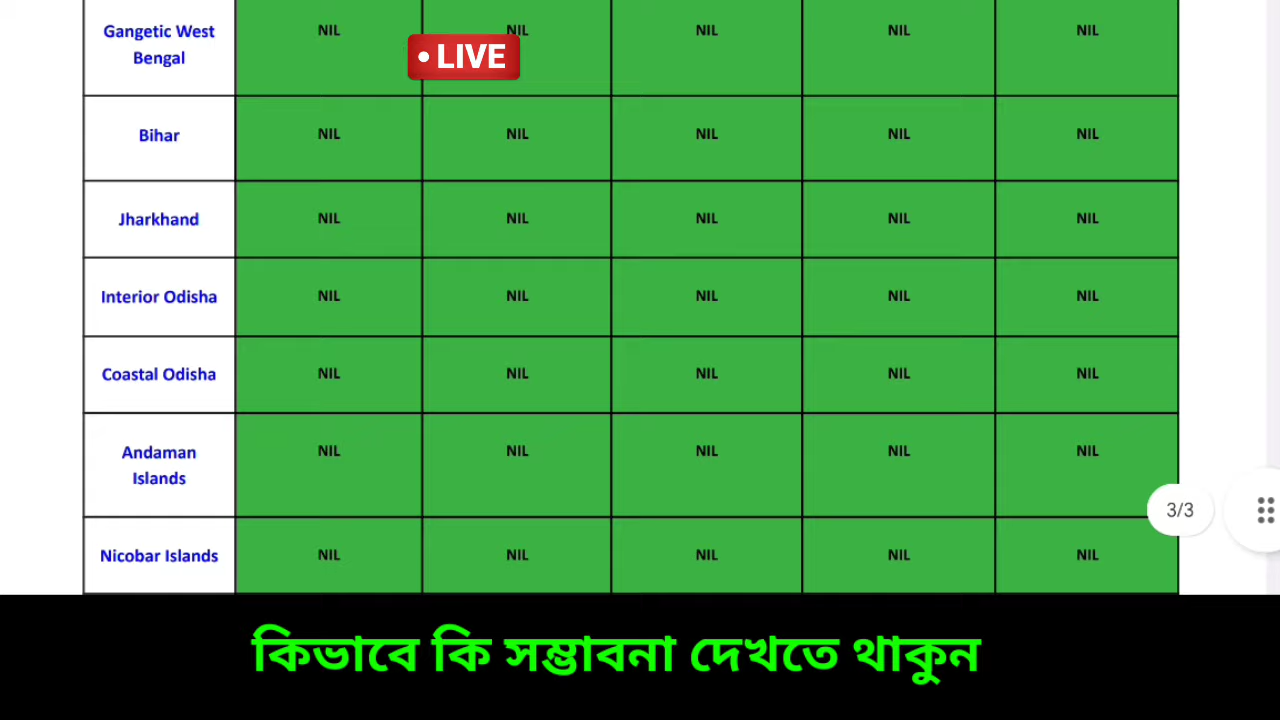 Gangetic West
Bengal
NIL NIL NIL NIL NIL
• LIVE
Bihar NIL NIL NIL NIL NIL
Jharkhand NIL NIL NIL NIL NIL
Interior Odisha NIL NIL NIL NIL NIL
Coastal Odisha NIL NIL NIL NIL NIL
Andaman
Islands
NIL NIL NIL NIL NIL
3/3
Nicobar Islands NIL NIL NIL NIL NIL
কিভাবে কি সম্ভাবনা দেখতে থাকুন